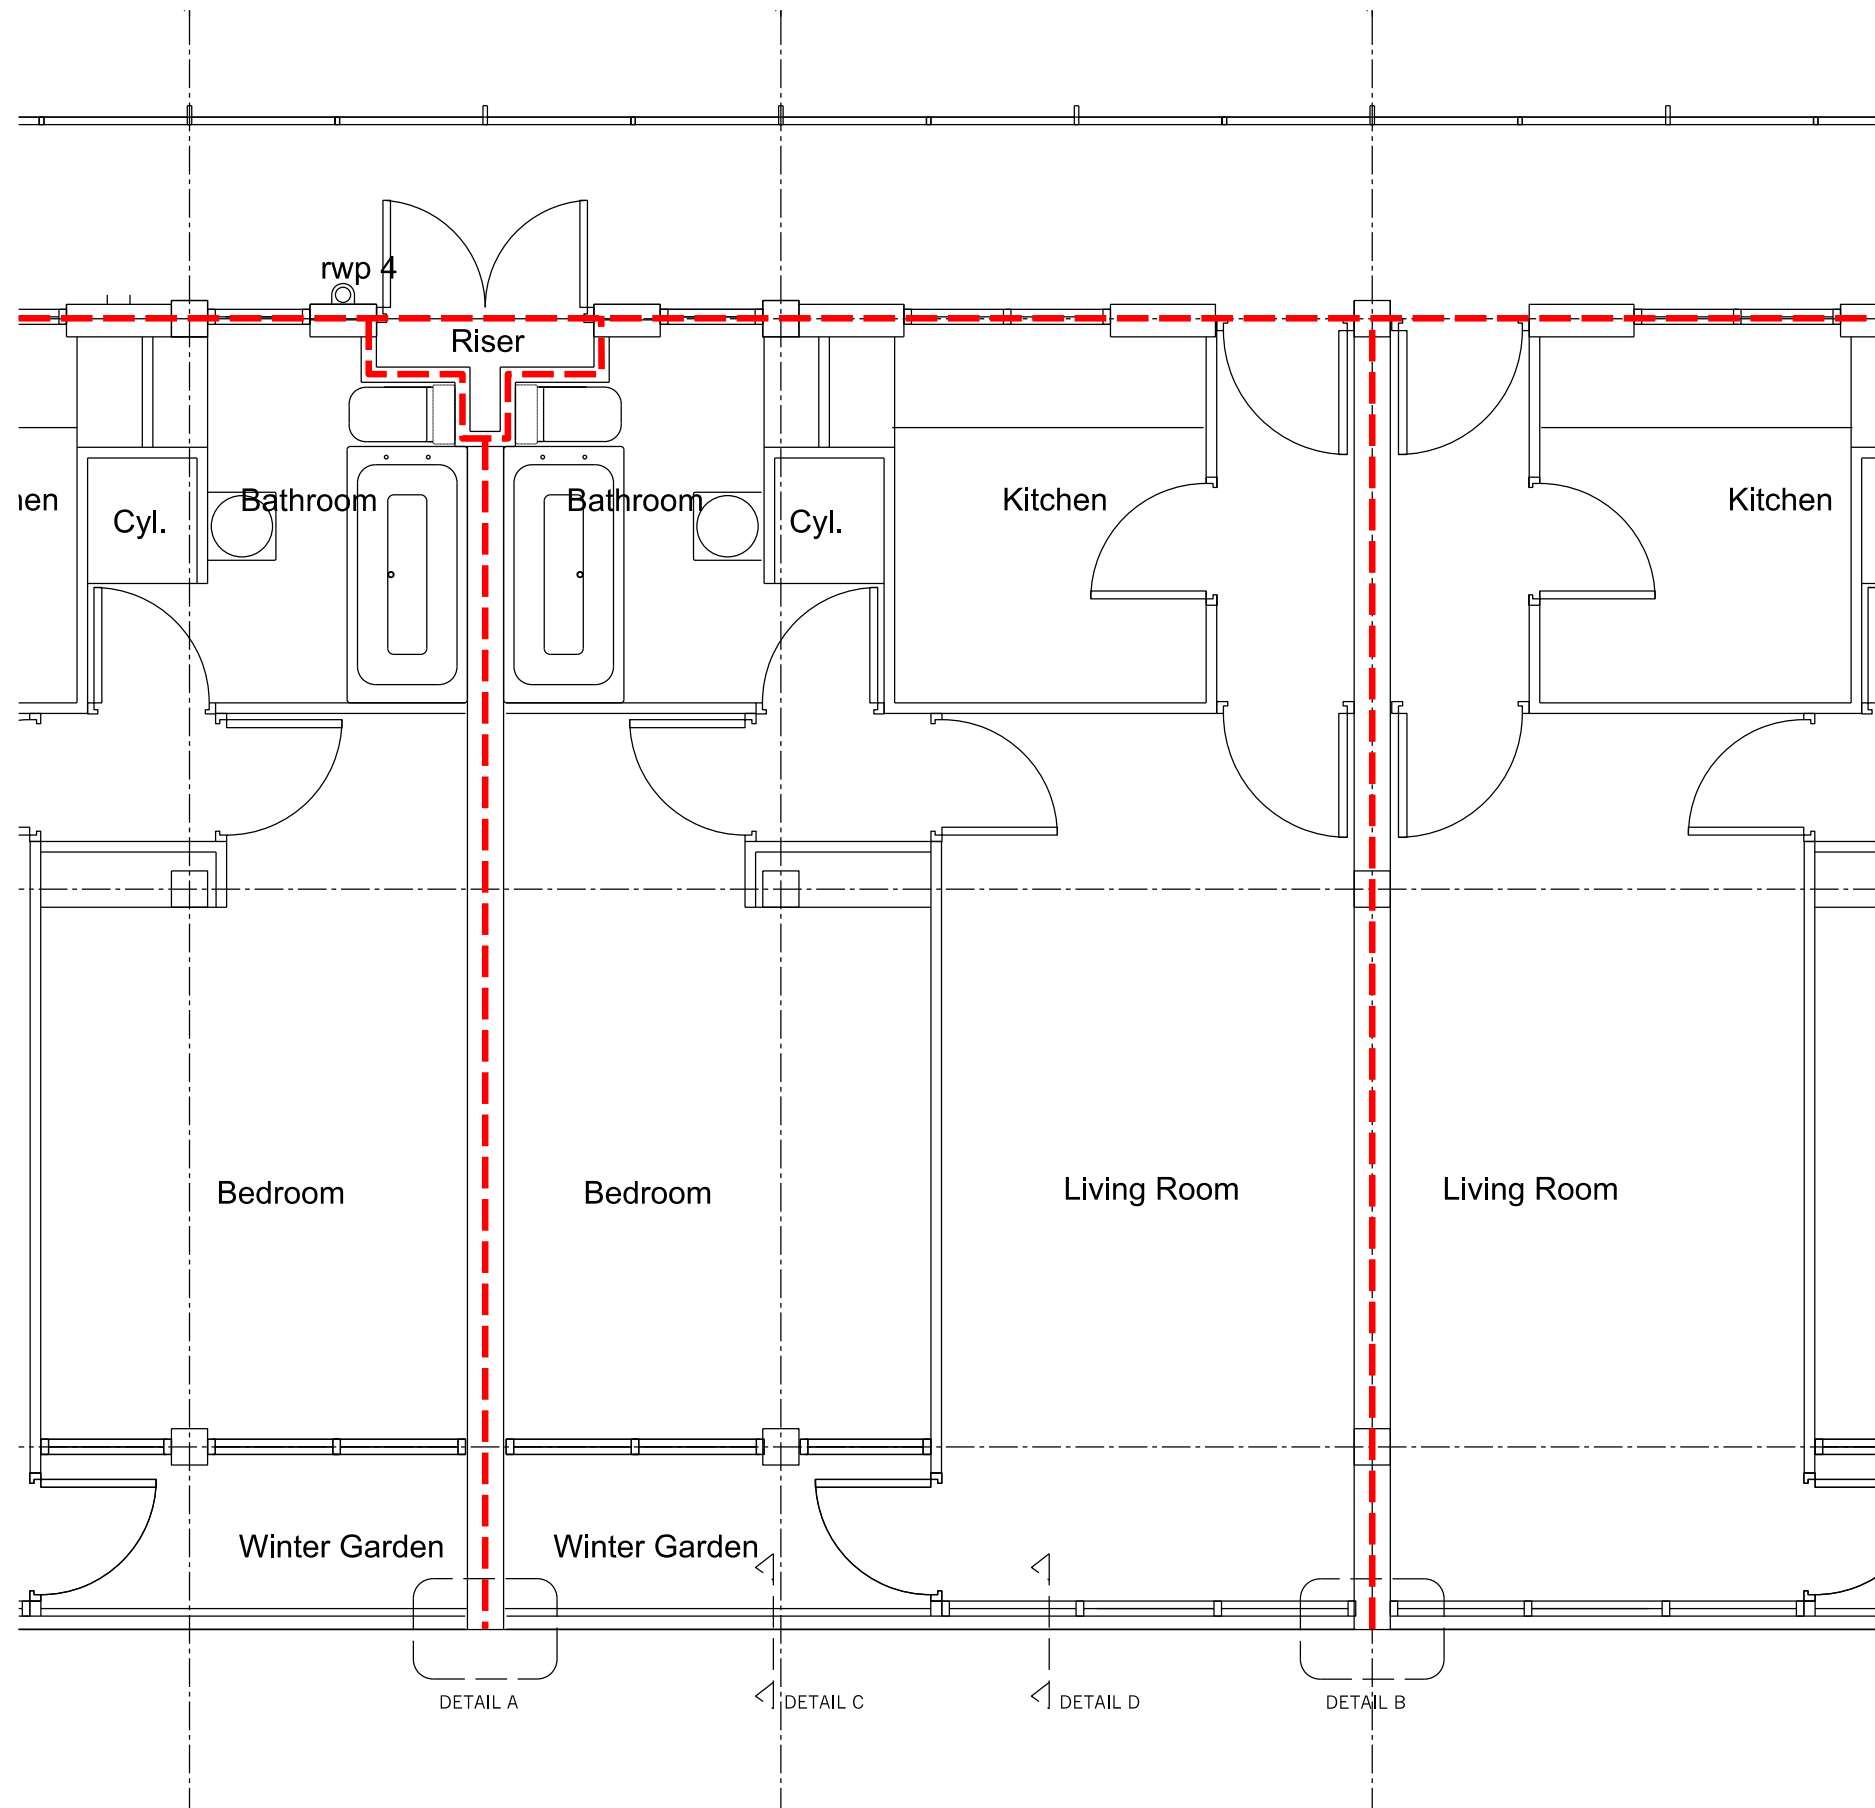 rwp 4
Riser
hen
Cyl.
Bathroom
Bathroom
Cyl.
Kitchen
Kitchen
Bedroom
Bedroom
Living Room
Living Room
Winter Garden
Winter Garden
DETAIL A
DETAIL C
DETAIL D
DETAIL B